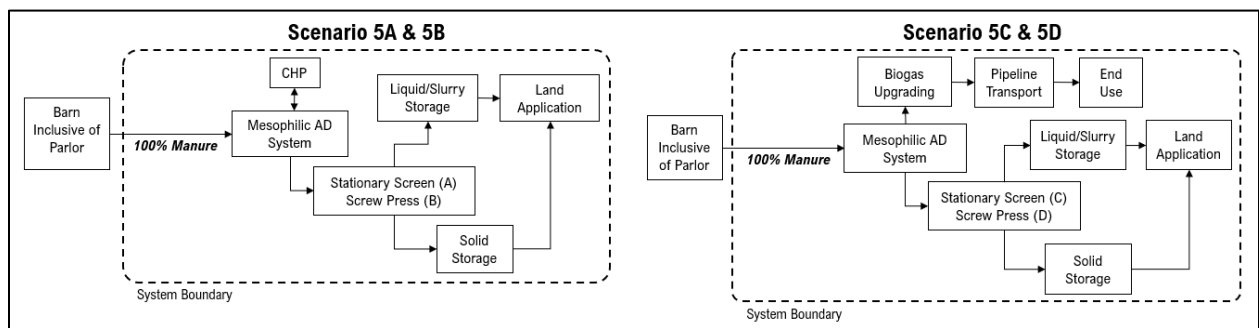 Scenario 5A & 5B
CHP
Barn
Inclusive of
Parlor
100% Manure
Mesophilic AD
System
Liquid/Slurry
Storage
Land
Application
Stationary Screen (A)
Screw Press (B)
Solid
Storage
System Boundary
Scenario 5C & 5D
Biogas
Upgrading
Pipeline
Transport
End
Use
Barn
Inclusive
of Parlor
100% Manure
Mesophilic AD
System
Liquid/Slurry
Storage
Land
Application
Stationary Screen (C)
Screw Press (D)
Solid
Storage
System Boundary